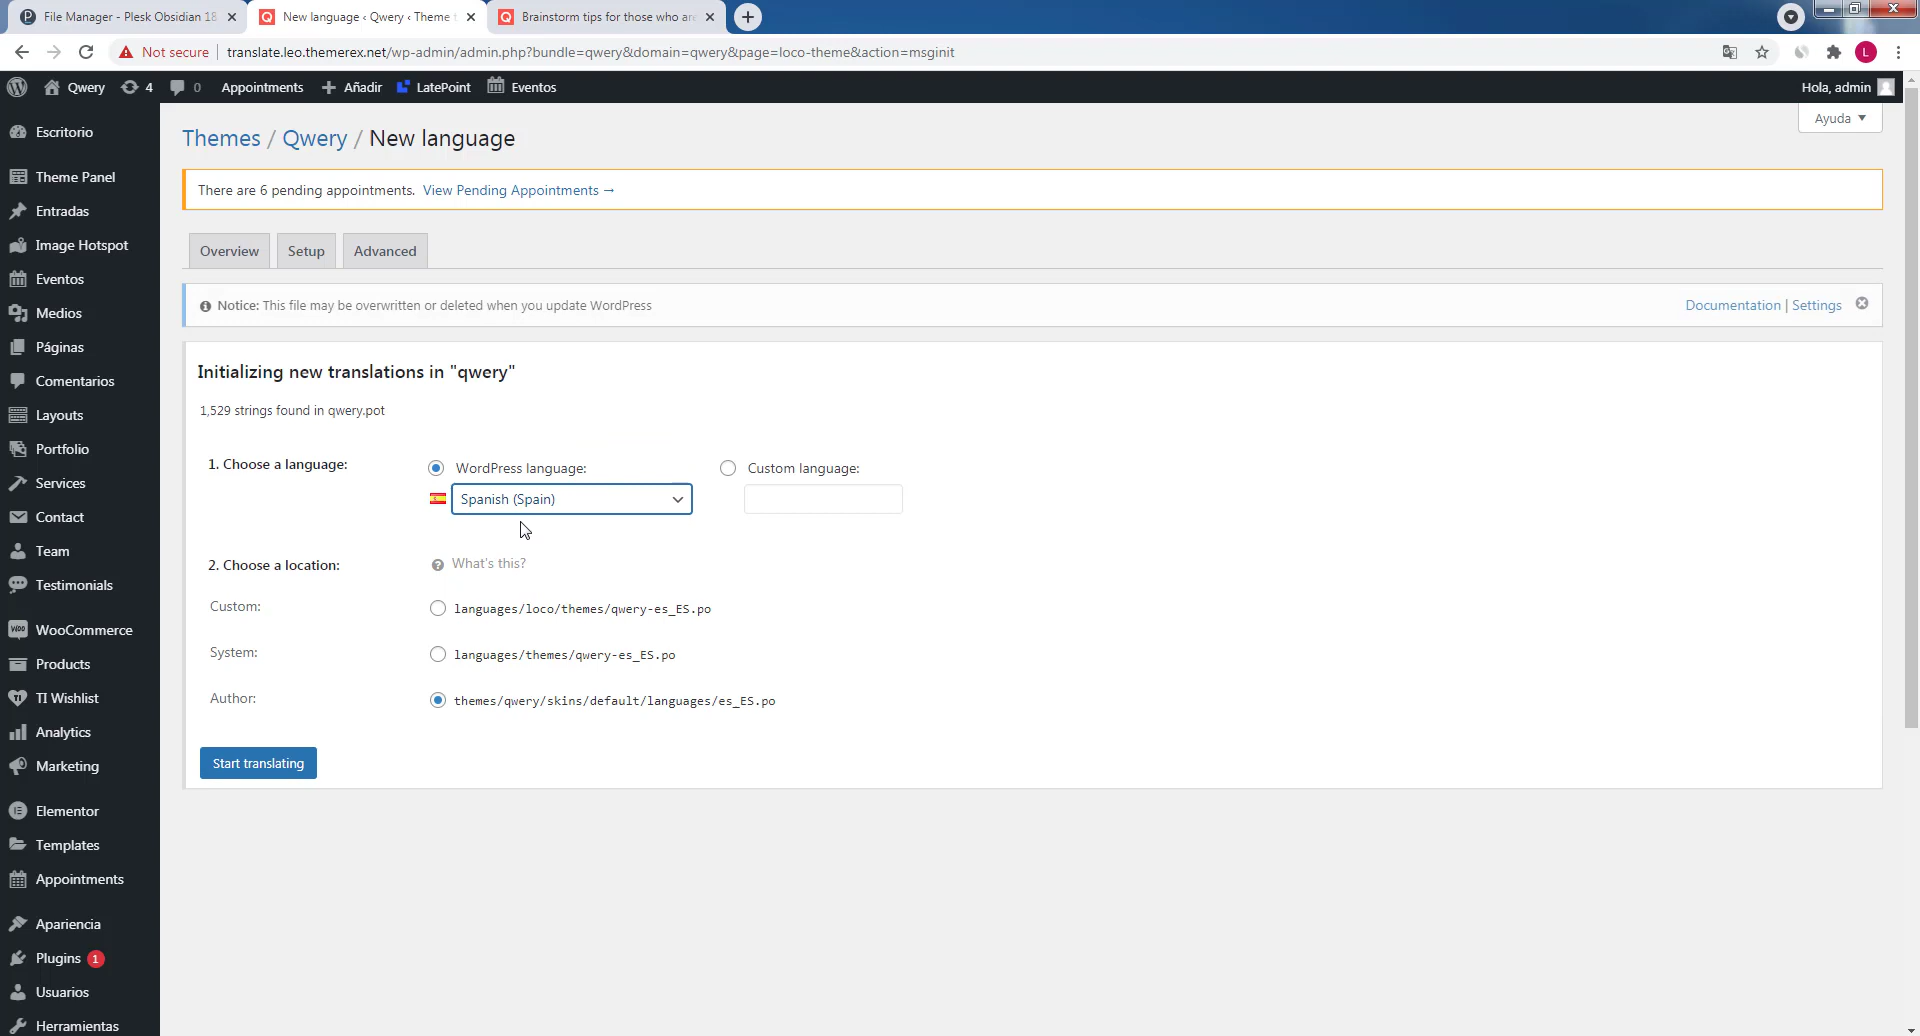 File Manager - Plesk Obsidian 18
New language ‹ Qwery ‹ Theme t
Brainstorm tips for those who are
Not secure
translate.leo.themerex.net/wp-admin/admin.php?bundle=qwery&domain=qwery&page=loco-theme&action=msginit
L
Qwery
4
0
Appointments
Añadir
LatePoint
Eventos
Hola, admin
Escritorio
Theme Panel
Entradas
Image Hotspot
Eventos
Medios
Páginas
Comentarios
Layouts
Portfolio
Services
Contact
Team
Testimonials
WooCommerce
Products
TI Wishlist
Analytics
Marketing
Elementor
Templates
Appointments
Apariencia
Plugins 1
Usuarios
Herramientas
Ayuda
Themes / Qwery / New language
There are 6 pending appointments. View Pending Appointments →
Overview
Setup
Advanced
Notice: This file may be overwritten or deleted when you update WordPress
Documentation | Settings
Initializing new translations in "qwery"
1,529 strings found in qwery.pot
1. Choose a language:
WordPress language:
Custom language:
Spanish (Spain)
2. Choose a location:
What's this?
Custom:
languages/loco/themes/qwery-es_ES.po
System:
languages/themes/qwery-es_ES.po
Author:
themes/qwery/skins/default/languages/es_ES.po
Start translating